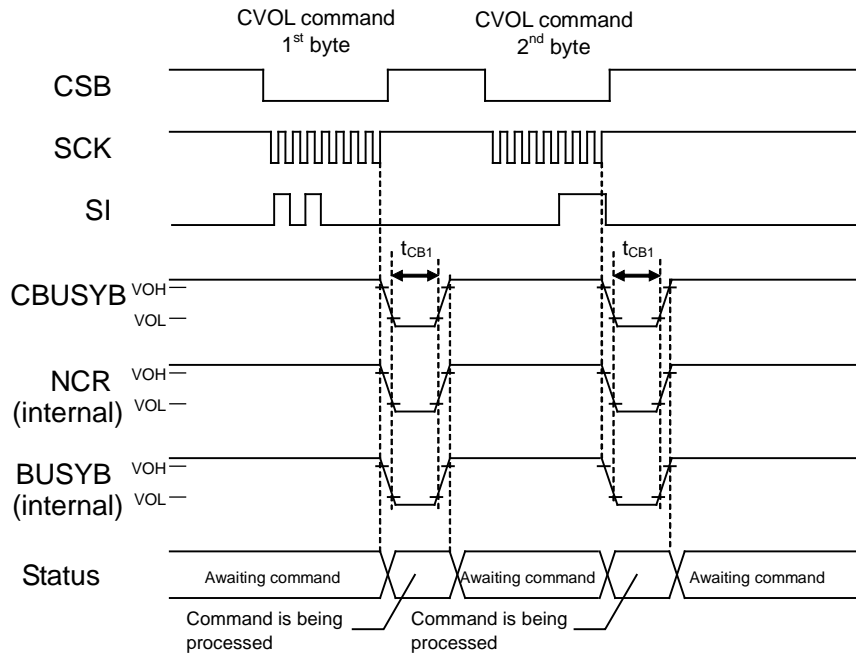 CVOL command
1st byte
CVOL command
2nd byte
CSB
SCK
SI
tCB1
tCB1
CBUSYB
VOH
VOL
NCR
(internal)
VOH
VOL
BUSYB
(internal)
VOH
VOL
Status
Awaiting command
Awaiting command
Awaiting command
Command is being
processed
Command is being
processed